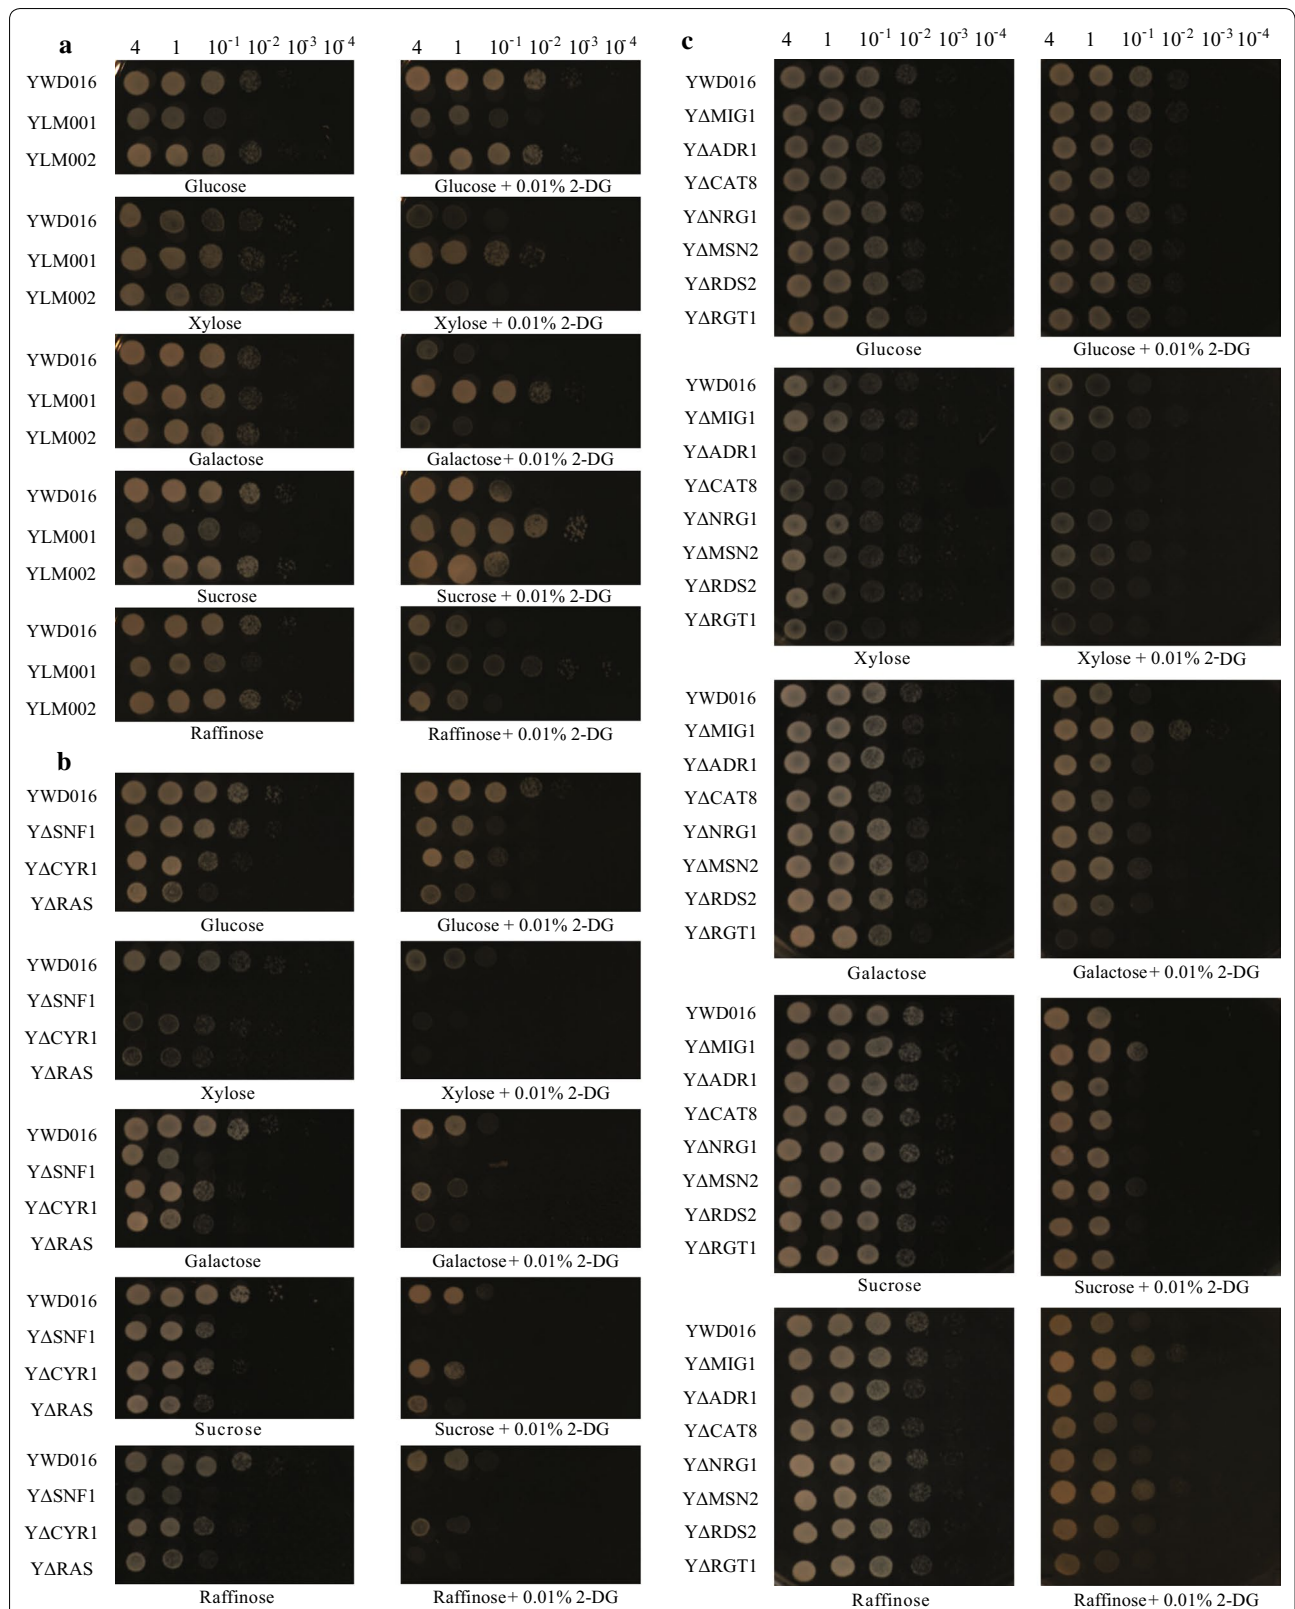 a
4 1 10-1 10-2 10-3 10-4
4 1 10-1 10-2 10-3 10-4
YWD016
YLM001
YLM002
Glucose
Glucose + 0.01% 2-DG
YWD016
YLM001
YLM002
Xylose
Xylose + 0.01% 2-DG
YWD016
YLM001
YLM002
Galactose
Galactose + 0.01% 2-DG
YWD016
YLM001
YLM002
Sucrose
Sucrose + 0.01% 2-DG
YWD016
YLM001
YLM002
Raffinose
Raffinose + 0.01% 2-DG
b
YWD016
YΔSNF1
YΔCYR1
YΔRAS
Glucose
Glucose + 0.01% 2-DG
YWD016
YΔSNF1
YΔCYR1
YΔRAS
Xylose
Xylose + 0.01% 2-DG
YWD016
YΔSNF1
YΔCYR1
YΔRAS
Galactose
Galactose + 0.01% 2-DG
YWD016
YΔSNF1
YΔCYR1
YΔRAS
Sucrose
Sucrose + 0.01% 2-DG
YWD016
YΔSNF1
YΔCYR1
YΔRAS
Raffinose
Raffinose + 0.01% 2-DG
c
4 1 10-1 10-2 10-3 10-4
4 1 10-1 10-2 10-3 10-4
YWD016
YΔMIG1
YΔADR1
YΔCAT8
YΔNRG1
YΔMSN2
YΔRDS2
YΔRGT1
Glucose
Glucose + 0.01% 2-DG
YWD016
YΔMIG1
YΔADR1
YΔCAT8
YΔNRG1
YΔMSN2
YΔRDS2
YΔRGT1
Xylose
Xylose + 0.01% 2-DG
YWD016
YΔMIG1
YΔADR1
YΔCAT8
YΔNRG1
YΔMSN2
YΔRDS2
YΔRGT1
Galactose
Galactose + 0.01% 2-DG
YWD016
YΔMIG1
YΔADR1
YΔCAT8
YΔNRG1
YΔMSN2
YΔRDS2
YΔRGT1
Sucrose
Sucrose + 0.01% 2-DG
YWD016
YΔMIG1
YΔADR1
YΔCAT8
YΔNRG1
YΔMSN2
YΔRDS2
YΔRGT1
Raffinose
Raffinose + 0.01% 2-DG